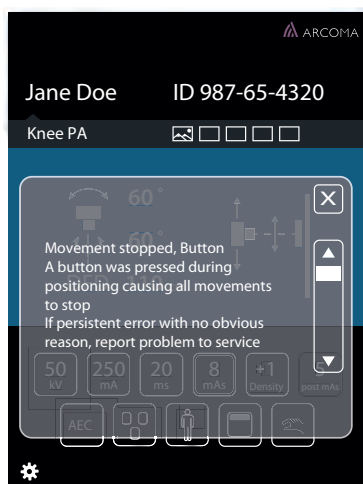 ARCOMA
Jane Doe ID 987-65-4320
Knee PA
60°
Movement stopped, Button
A button was pressed during
positioning causing all movements
to stop
If persistent error with no obvious
reason, report problem to service
50 250 20 8 +1
kV mA ms mAs Density post mAs
AEC